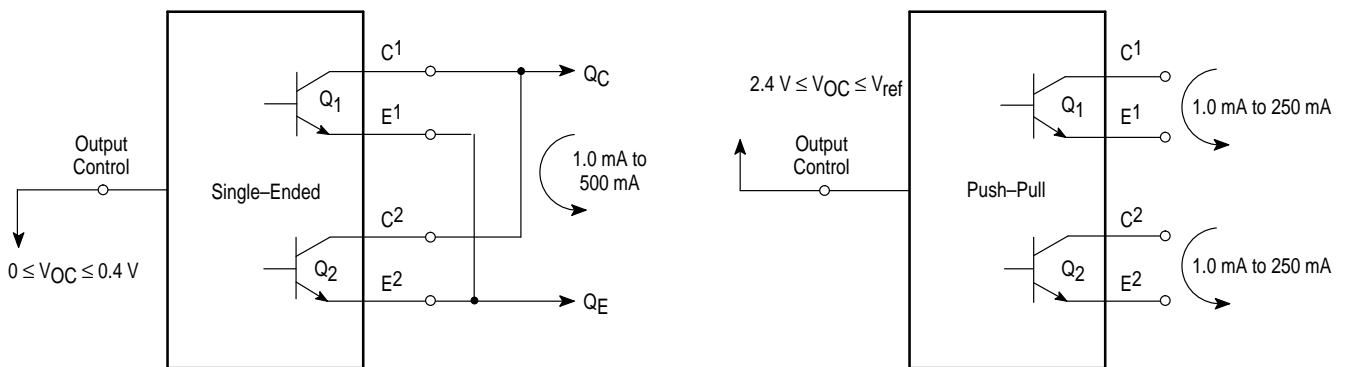 C1
QC
Q1
E1
Output
Control
1.0 mA to
500 mA
Single–Ended
C2
0 ≤ VOC ≤ 0.4 V
Q2
E2
QE
C1
2.4 V ≤ VOC ≤ Vref
Q1
1.0 mA to 250 mA
E1
Output
Control
Push–Pull
C2
Q2
1.0 mA to 250 mA
E2